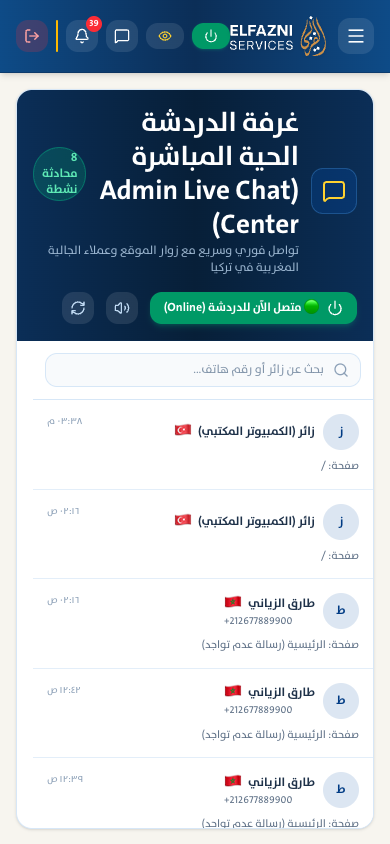 ELFAZNI
SERVICES
39
غرفة الدردشة
الحية المباشرة
(Admin Live Chat
Center)
8
محادثة
نشطة
تواصل فوري وسريع مع زوار الموقع وعملاء الجالية
المغربية في تركيا
متصل الآن للدردشة (Online)
بحث عن زائر أو رقم هاتف...
ز
زائر (الكمبيوتر المكتبي)
٠٣:٣٨ م
صفحة: /
ز
زائر (الكمبيوتر المكتبي)
٠٢:١٦ ص
صفحة: /
ط
طارق الزياني
٠٢:١٦ ص
+212677889900
صفحة: الرئيسية (رسالة عدم تواجد)
ط
طارق الزياني
١٢:٤٢ ص
+212677889900
صفحة: الرئيسية (رسالة عدم تواجد)
ط
طارق الزياني
١٢:٣٩ ص
+212677889900
صفحة: الرئيسية (رسالة عدم تواجد)